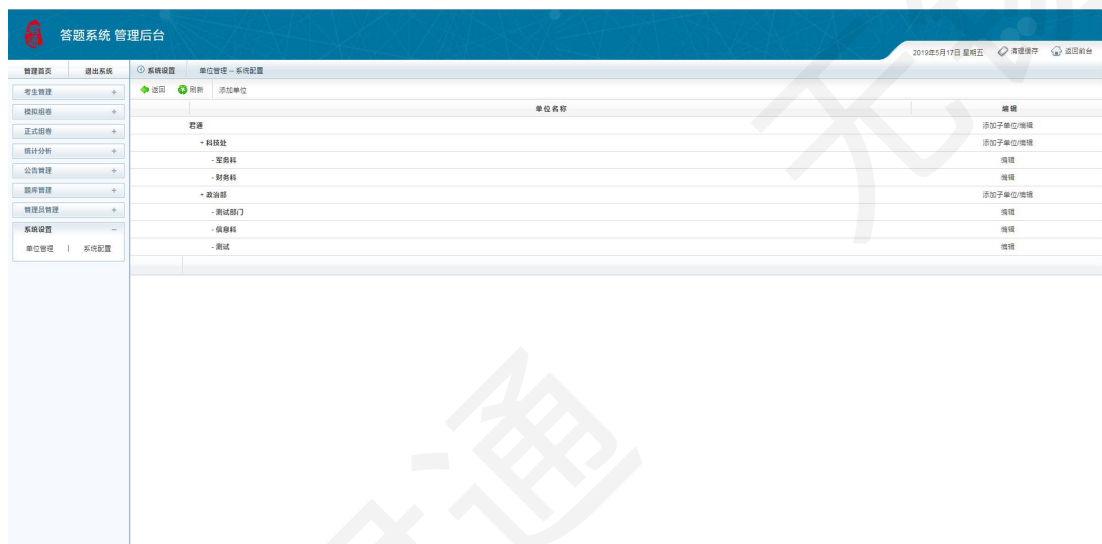 答题系统 管理后台
2019年5月17日 星期五 清理缓存 返回前台
管理首页 退出系统 系统设置 单位管理 -- 系统配置
考生管理 + 返回 刷新 添加单位
模拟组卷 + 单位名称 编辑
正式组卷 + 君通 添加子单位/编辑
统计分析 + - 科技处 添加子单位/编辑
- 军务科 编辑
公告管理 + - 财务科 编辑
题库管理 + - 政治部 添加子单位/编辑
管理员管理 + - 测试部门 编辑
系统设置 - - 信息科 编辑
单位管理 | 系统配置 - 测试 编辑
通